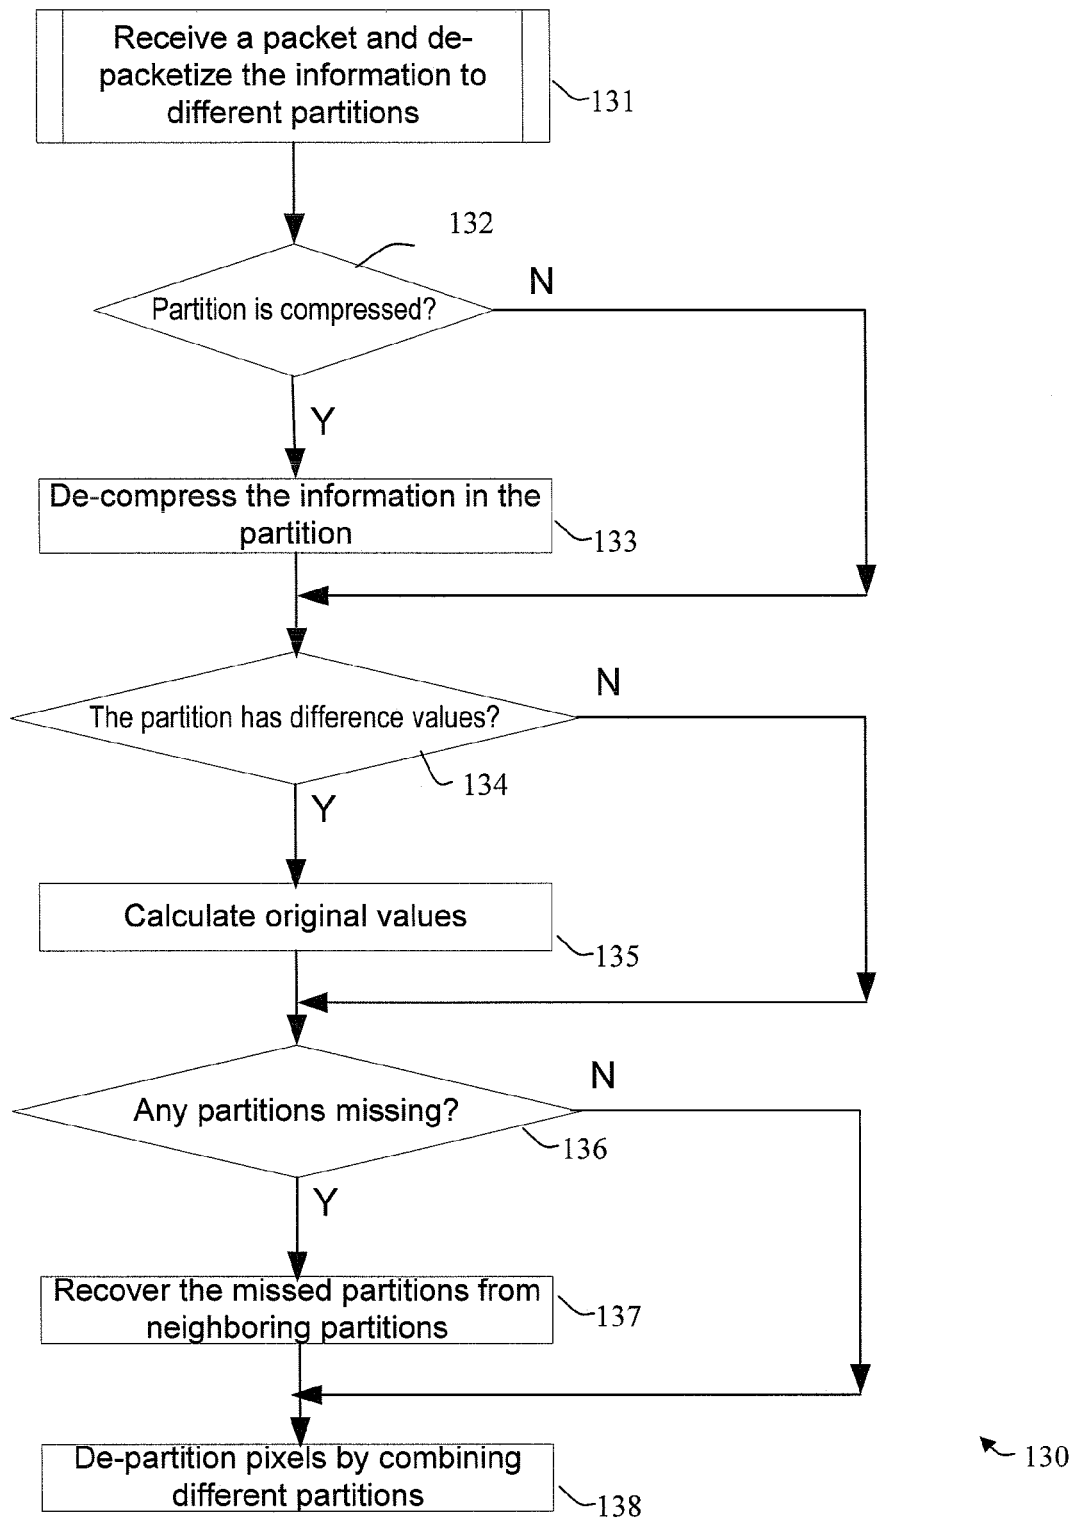 Receive a packet and de-
packetize the information to
different partitions
131
132
Partition is compressed?
N
Y
De-compress the information in the
partition
133
The partition has difference values?
N
134
Y
Calculate original values
135
Any partitions missing?
N
136
Y
Recover the missed partitions from
neighboring partitions
137
De-partition pixels by combining
different partitions
138
130